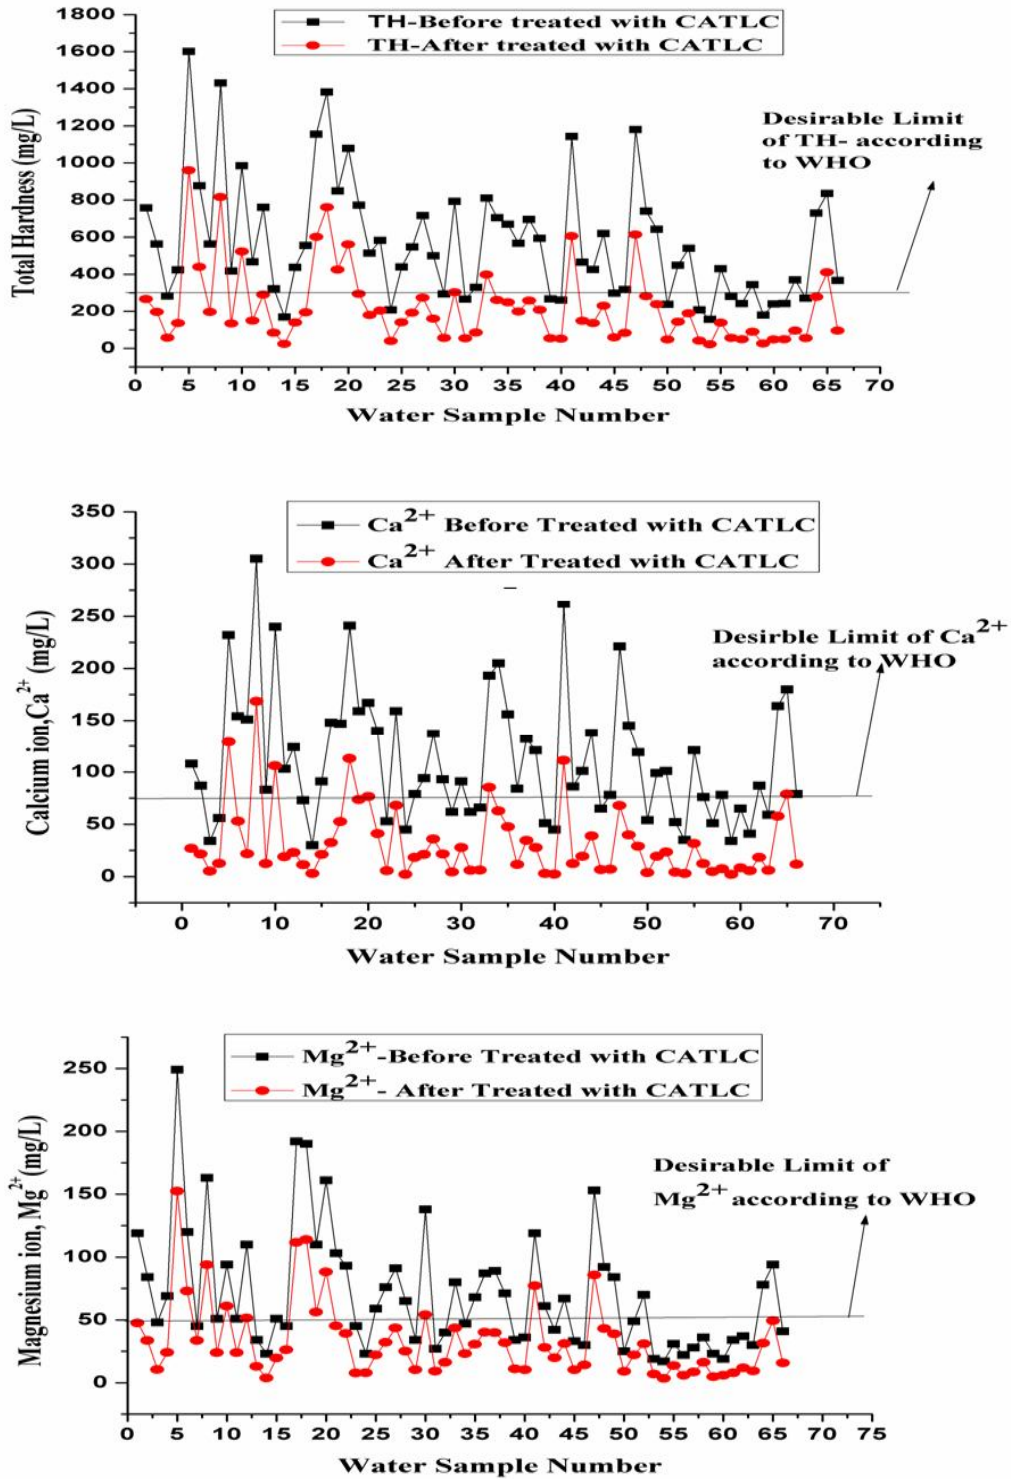 TH-Before treated with CATLC
TH-After treated with CATLC
Total Hardness (mg/L)
1800
1600
1400
1200
1000
800
600
400
200
0
Desirable Limit
of TH- according
to WHO
0 5 10 15 20 25 30 35 40 45 50 55 60 65 70
Water Sample Number
Ca2+ Before Treated with CATLC
Ca2+ After Treated with CATLC
Calcium ion,Ca2+ (mg/L)
350
300
250
200
150
100
50
0
Desirble Limit of Ca2+
according to WHO
0 10 20 30 40 50 60 70
Water Sample Number
Mg2+-Before Treated with CATLC
Mg2+- After Treated with CATLC
Magnesium ion, Mg2+(mg/L)
250
200
150
100
50
0
Desirable Limit of
Mg2+ according to WHO
0 5 10 15 20 25 30 35 40 45 50 55 60 65 70 75
Water Sample Number